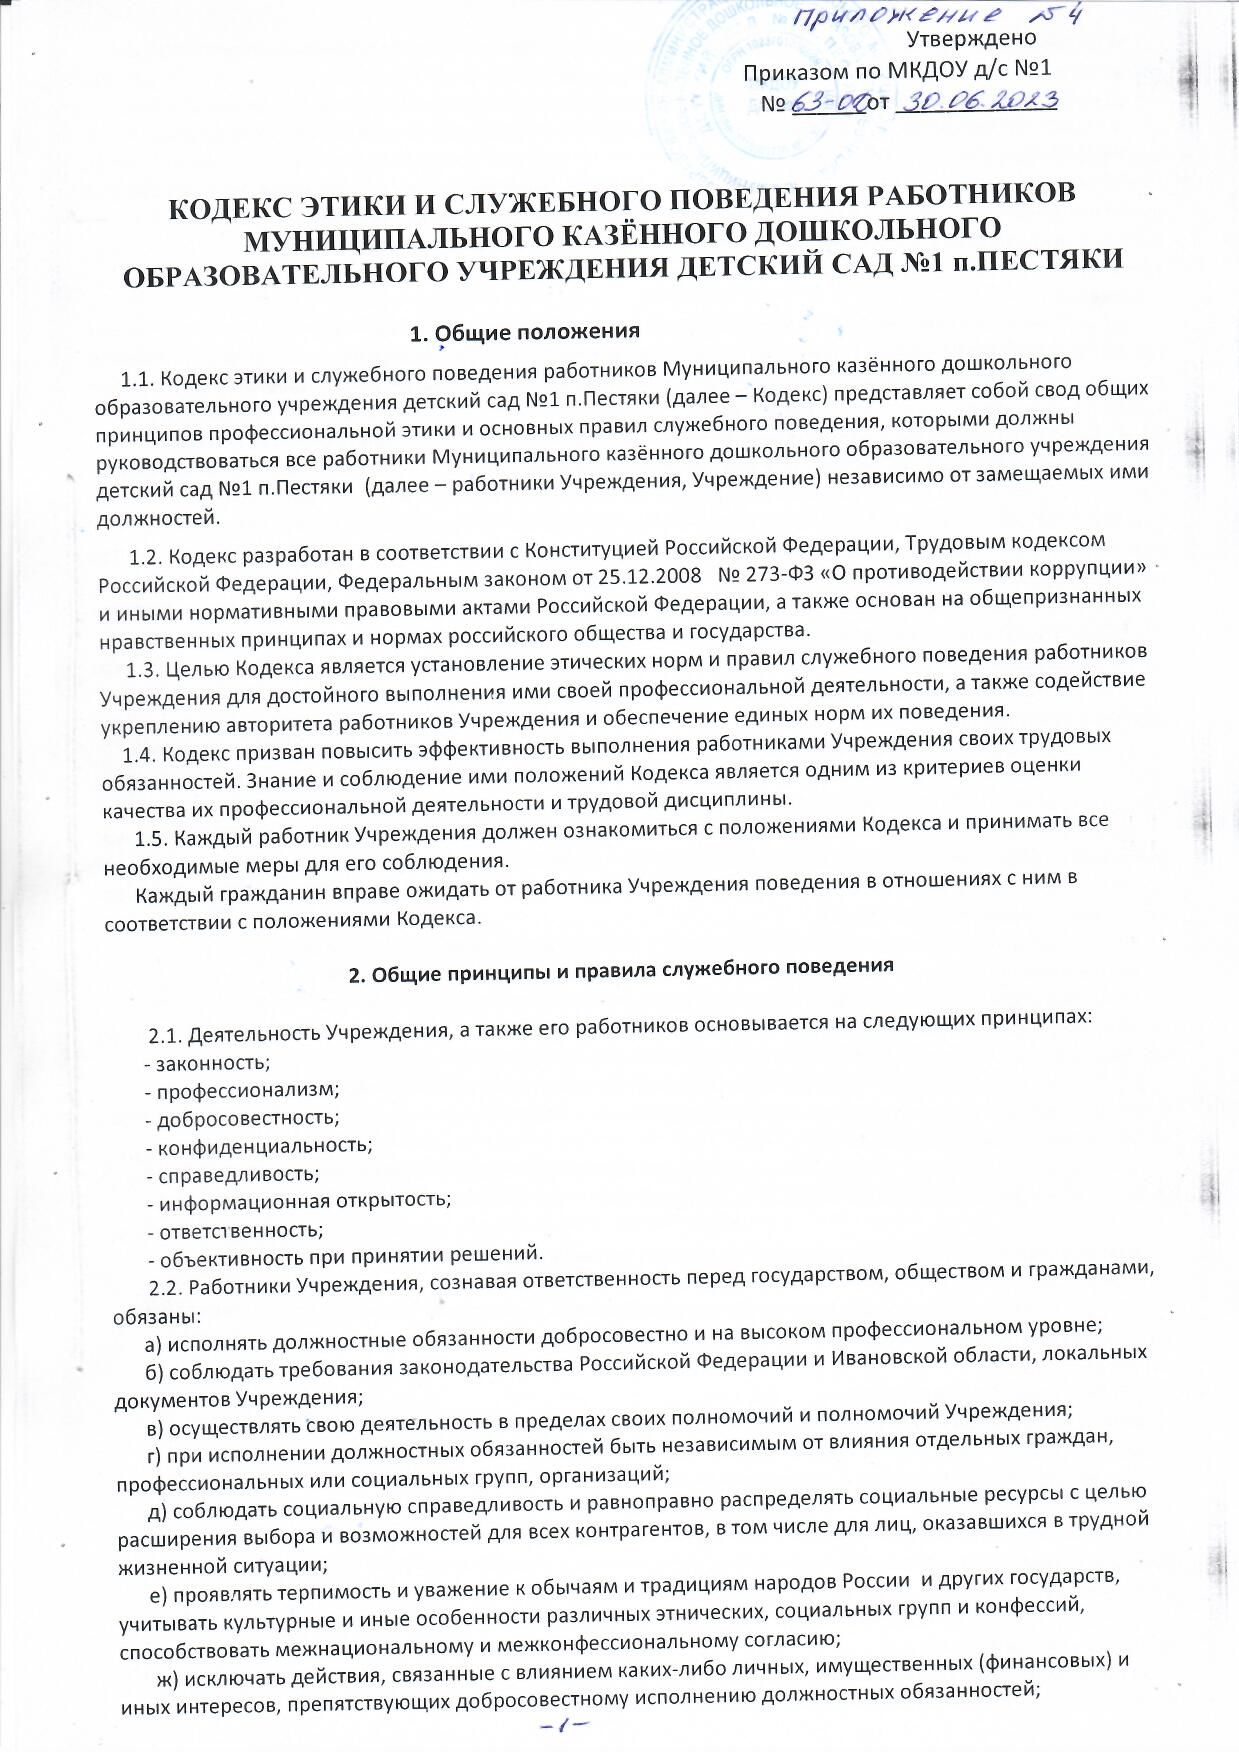 Приложение №4
Утверждено
Приказом по МКДОУ д/с №1
№ 63-од от 30.06.2023
КОДЕКС ЭТИКИ И СЛУЖЕБНОГО ПОВЕДЕНИЯ РАБОТНИКОВ
МУНИЦИПАЛЬНОГО КАЗЁННОГО ДОШКОЛЬНОГО
ОБРАЗОВАТЕЛЬНОГО УЧРЕЖДЕНИЯ ДЕТСКИЙ САД №1 п.ПЕСТЯКИ
1. Общие положения
1.1. Кодекс этики и служебного поведения работников Муниципального казённого дошкольного
образовательного учреждения детский сад №1 п.Пестяки (далее – Кодекс) представляет собой свод общих
принципов профессиональной этики и основных правил служебного поведения, которыми должны
руководствоваться все работники Муниципального казённого дошкольного образовательного учреждения
детский сад №1 п.Пестяки (далее – работники Учреждения, Учреждение) независимо от замещаемых ими
должностей.
1.2. Кодекс разработан в соответствии с Конституцией Российской Федерации, Трудовым кодексом
Российской Федерации, Федеральным законом от 25.12.2008 № 273-ФЗ «О противодействии коррупции»
и иными нормативными правовыми актами Российской Федерации, а также основан на общепризнанных
нравственных принципах и нормах российского общества и государства.
1.3. Целью Кодекса является установление этических норм и правил служебного поведения работников
Учреждения для достойного выполнения ими своей профессиональной деятельности, а также содействие
укреплению авторитета работников Учреждения и обеспечение единых норм их поведения.
1.4. Кодекс призван повысить эффективность выполнения работниками Учреждения своих трудовых
обязанностей. Знание и соблюдение ими положений Кодекса является одним из критериев оценки
качества их профессиональной деятельности и трудовой дисциплины.
1.5. Каждый работник Учреждения должен ознакомиться с положениями Кодекса и принимать все
необходимые меры для его соблюдения.
Каждый гражданин вправе ожидать от работника Учреждения поведения в отношениях с ним в
соответствии с положениями Кодекса.
2. Общие принципы и правила служебного поведения
2.1. Деятельность Учреждения, а также его работников основывается на следующих принципах:
- законность;
- профессионализм;
- добросовестность;
- конфиденциальность;
- справедливость;
- информационная открытость;
- ответственность;
- объективность при принятии решений.
2.2. Работники Учреждения, сознавая ответственность перед государством, обществом и гражданами,
обязаны:
а) исполнять должностные обязанности добросовестно и на высоком профессиональном уровне;
б) соблюдать требования законодательства Российской Федерации и Ивановской области, локальных
документов Учреждения;
в) осуществлять свою деятельность в пределах своих полномочий и полномочий Учреждения;
г) при исполнении должностных обязанностей быть независимым от влияния отдельных граждан,
профессиональных или социальных групп, организаций;
д) соблюдать социальную справедливость и равноправно распределять социальные ресурсы с целью
расширения выбора и возможностей для всех контрагентов, в том числе для лиц, оказавшихся в трудной
жизненной ситуации;
е) проявлять терпимость и уважение к обычаям и традициям народов России и других государств,
учитывать культурные и иные особенности различных этнических, социальных групп и конфессий,
способствовать межнациональному и межконфессиональному согласию;
ж) исключать действия, связанные с влиянием каких-либо личных, имущественных (финансовых) и
иных интересов, препятствующих добросовестному исполнению должностных обязанностей;
-1-